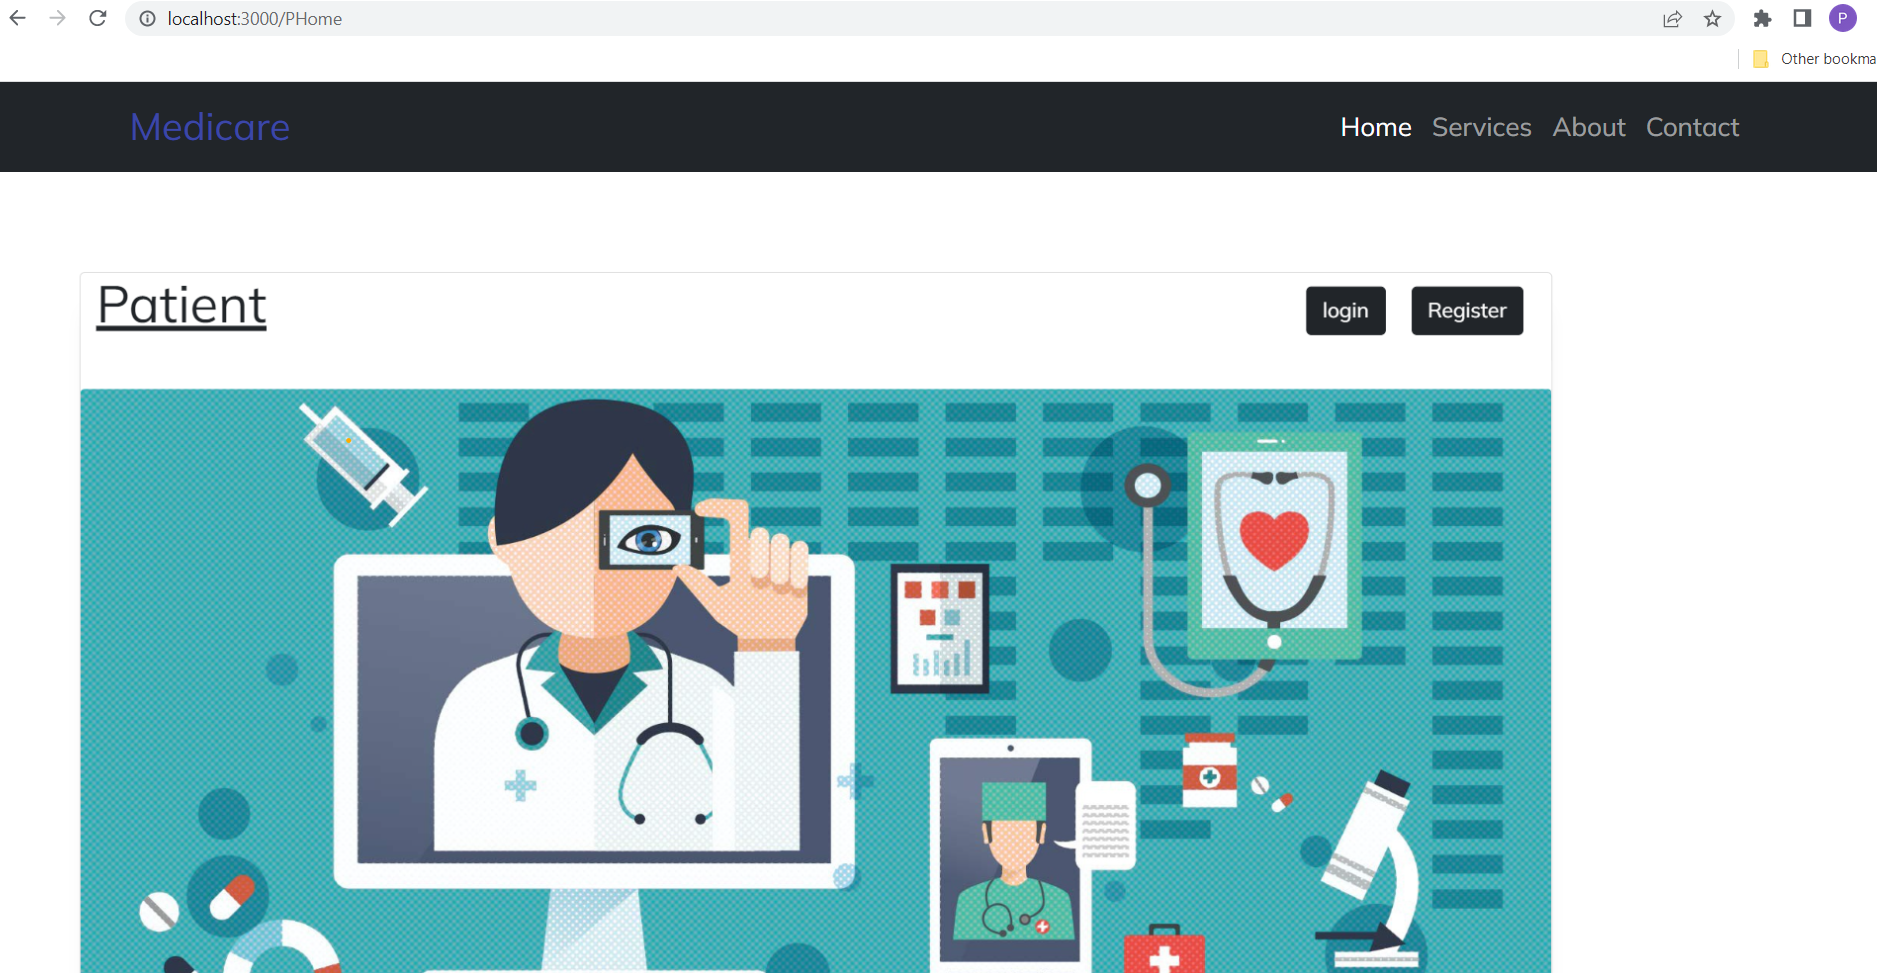 localhost:3000/PHome
P
Other bookma
Medicare
Home Services About Contact
Patient
login Register